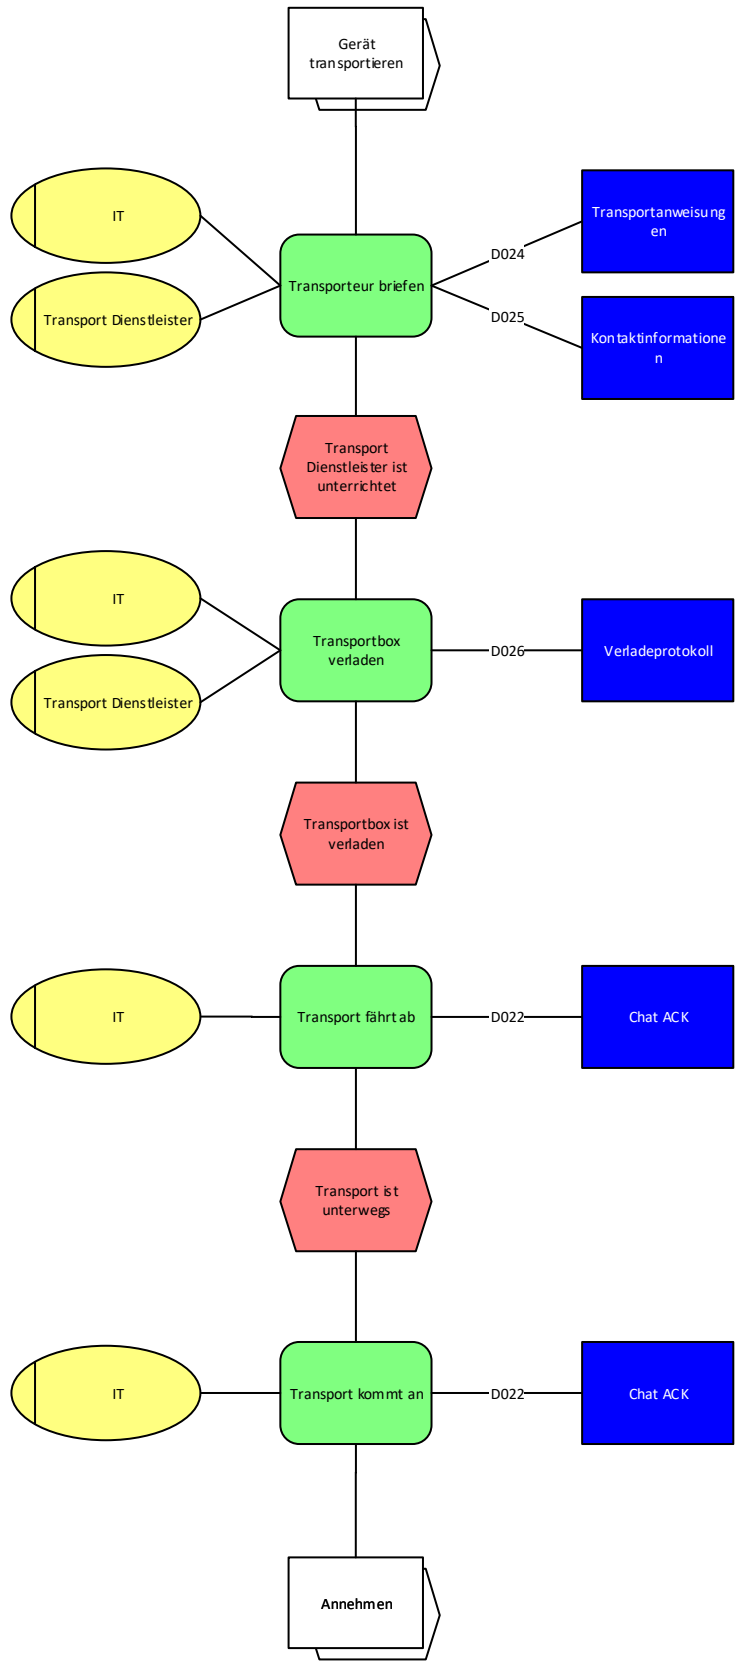 Gerät
transportieren
IT
Transport Dienstleister
Transporteur briefen
D024
D025
Transportanweisung
en
Kontaktinformatione
n
Transport
Dienstleister ist
unterrichtet
IT
Transport Dienstleister
Transportbox
verladen
D026
Verladeprotokoll
Transportbox ist
verladen
IT
Transport fährt ab
D022
Chat ACK
Transport ist
unterwegs
IT
Transport kommt an
D022
Chat ACK
Annehmen